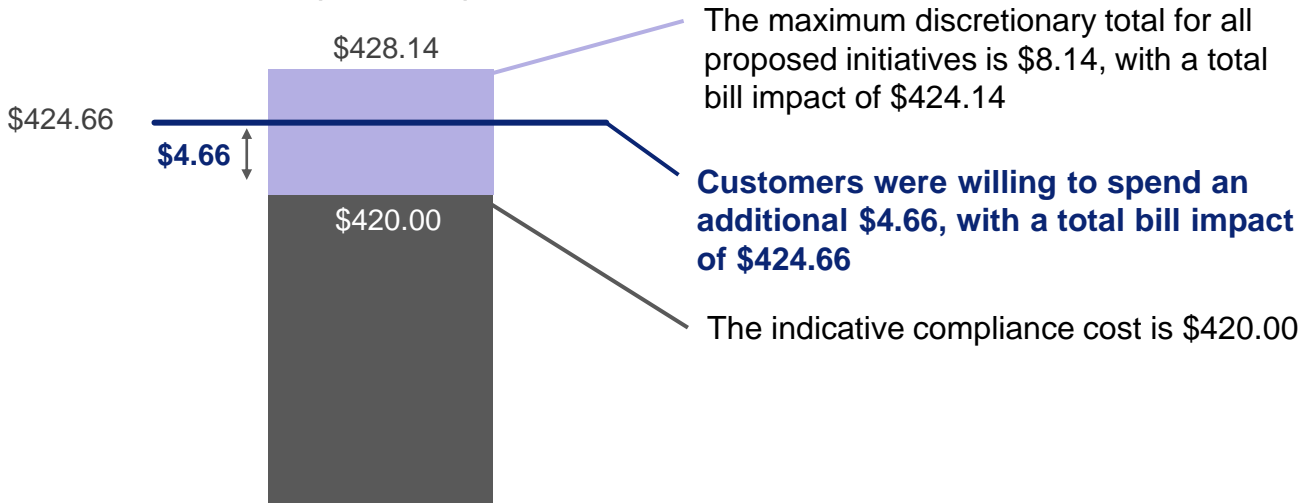 The maximum discretionary total for all
proposed initiatives is $8.14, with a total
bill impact of $424.14
$428.14
$424.66
$4.66
Customers were willing to spend an
additional $4.66, with a total bill impact
of $424.66
$420.00
The indicative compliance cost is $420.00